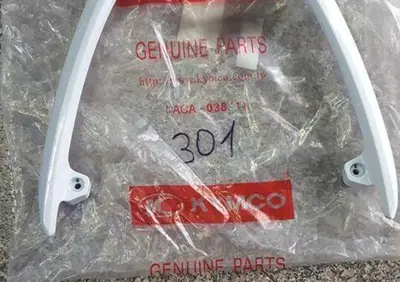 GENUINE PARTS
http://www.kymco.com.tw
301
KYMCO
GENUINE PARTS